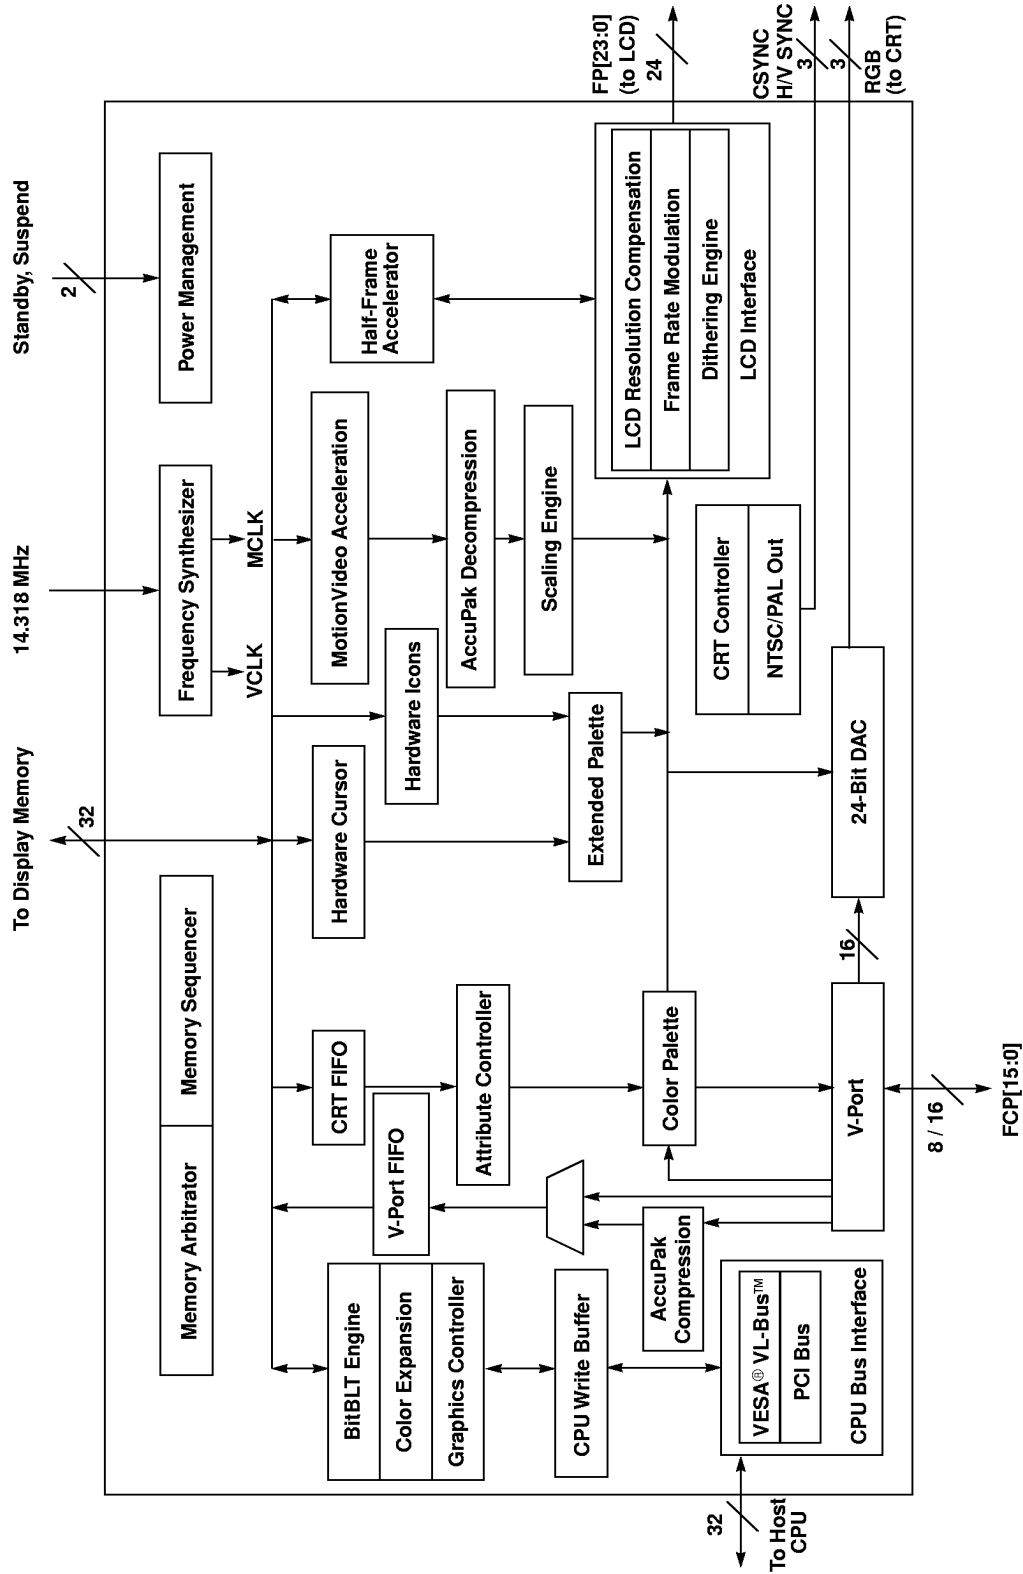 To Host
CPU
32
CPU Bus Interface
VESA® VL-Bus™
PCI Bus
CPU Write Buffer
BitBLT Engine
Color Expansion
Graphics Controller
Memory Arbitrator
Memory Sequencer
AccuPak
Compression
V-Port FIFO
CRT FIFO
Attribute Controller
Color Palette
V-Port
8 / 16
FCP[15:0]
16
24-Bit DAC
To Display Memory
32
Hardware Cursor
Hardware Icons
Extended Palette
14.318 MHz
Frequency Synthesizer
VCLK
MCLK
MotionVideo Acceleration
AccuPak Decompression
Scaling Engine
CRT Controller
NTSC/PAL Out
Standby, Suspend
2
Power Management
Half-Frame
Accelerator
LCD Resolution Compensation
Frame Rate Modulation
Dithering Engine
LCD Interface
FP[23:0]
(to LCD)
24
CSYNC
H/V SYNC
3
3
RGB
(to CRT)